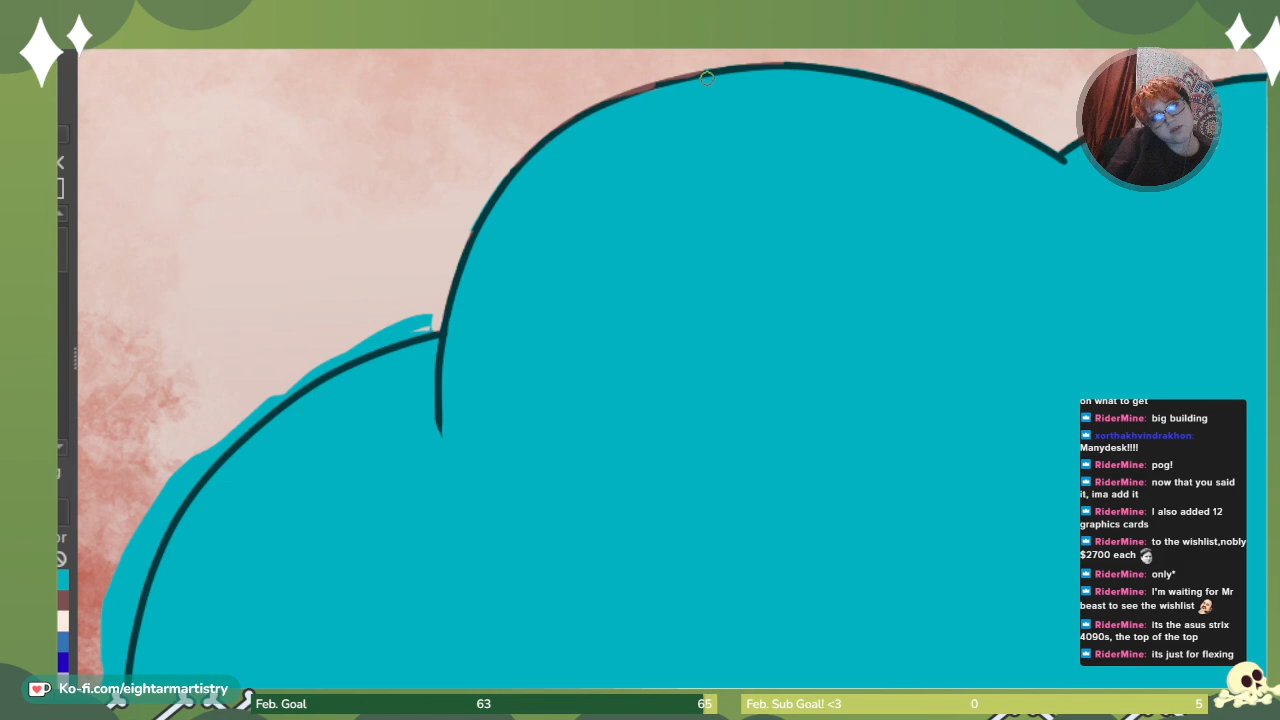 or
on what to get
RiderMine: big building
xorthakhvindrakhon:
Manydesk!!!!
RiderMine: pog!
RiderMine: now that you said
it, ima add it
RiderMine: I also added 12
graphics cards
RiderMine: to the wishlist,nobly
$2700 each
RiderMine: only*
RiderMine: I'm waiting for Mr
beast to see the wishlist
RiderMine: Its the asus strix
4090s, the top of the top
RiderMine: its just for flexing
Ko-fi.com/eightarmartistry
Feb. Goal 63 65
Feb. Sub Goal! <3 0 5